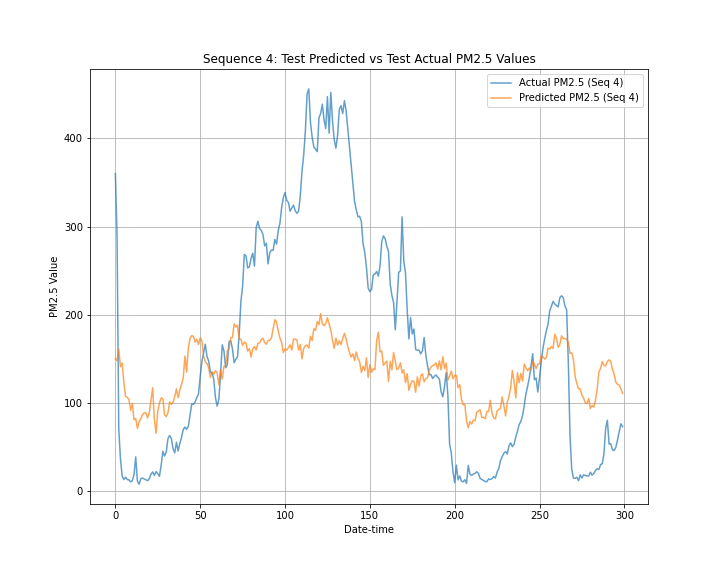 Sequence 4: Test Predicted vs Test Actual PM2.5 Values
Actual PM2.5 (Seq 4)
Predicted PM2.5 (Seq 4)
PM2.5 Value
400
300
200
100
0
0 50 100 150 200 250 300
Date-time